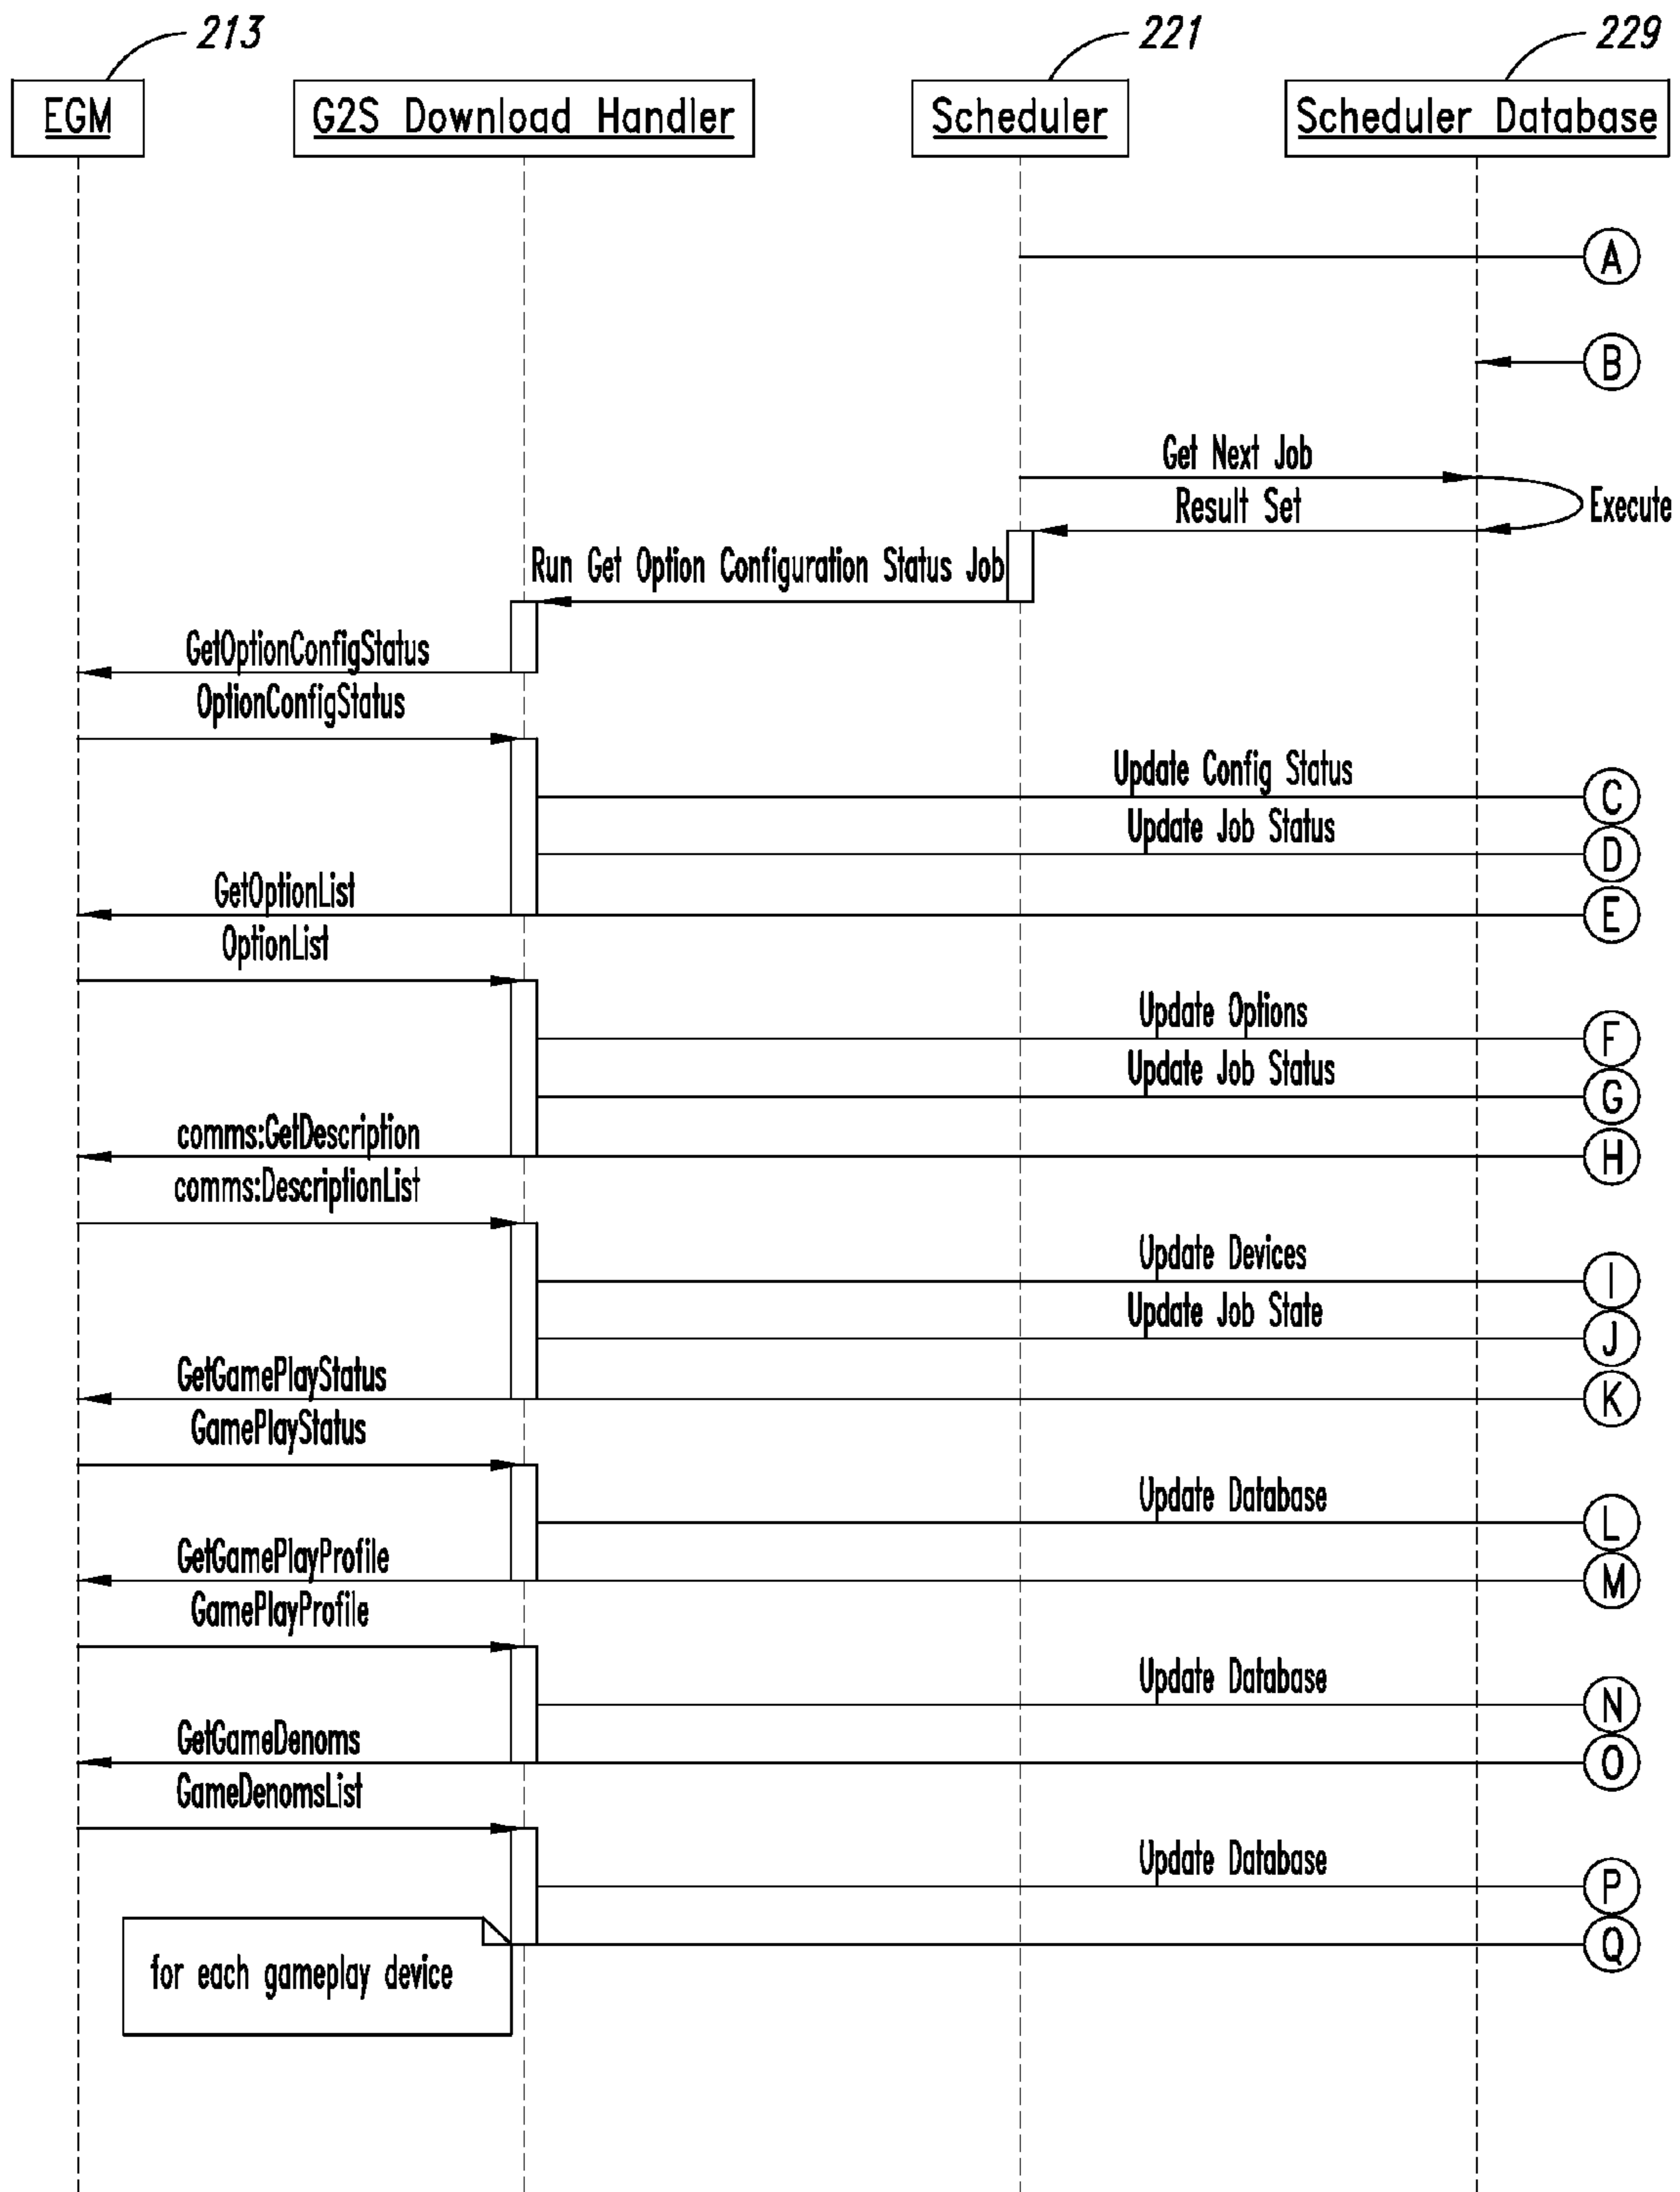 213
221
229
EGM
G2S Download Handler
Scheduler
Scheduler Database
A
B
Get Next Job
Result Set
Execute
Run Get Option Configuration Status Job
GetOptionConfigStatus
OptionConfigStatus
Update Config Status
C
Update Job Status
D
GetOptionList
E
OptionList
Update Options
F
Update Job Status
G
comms:GetDescription
H
comms:DescriptionList
Update Devices
I
Update Job State
J
GetGamePlayStatus
K
GamePlayStatus
Update Database
L
GetGamePlayProfile
M
GamePlayProfile
Update Database
N
GetGameDenoms
O
GameDenomsList
Update Database
P
Q
for each gameplay device